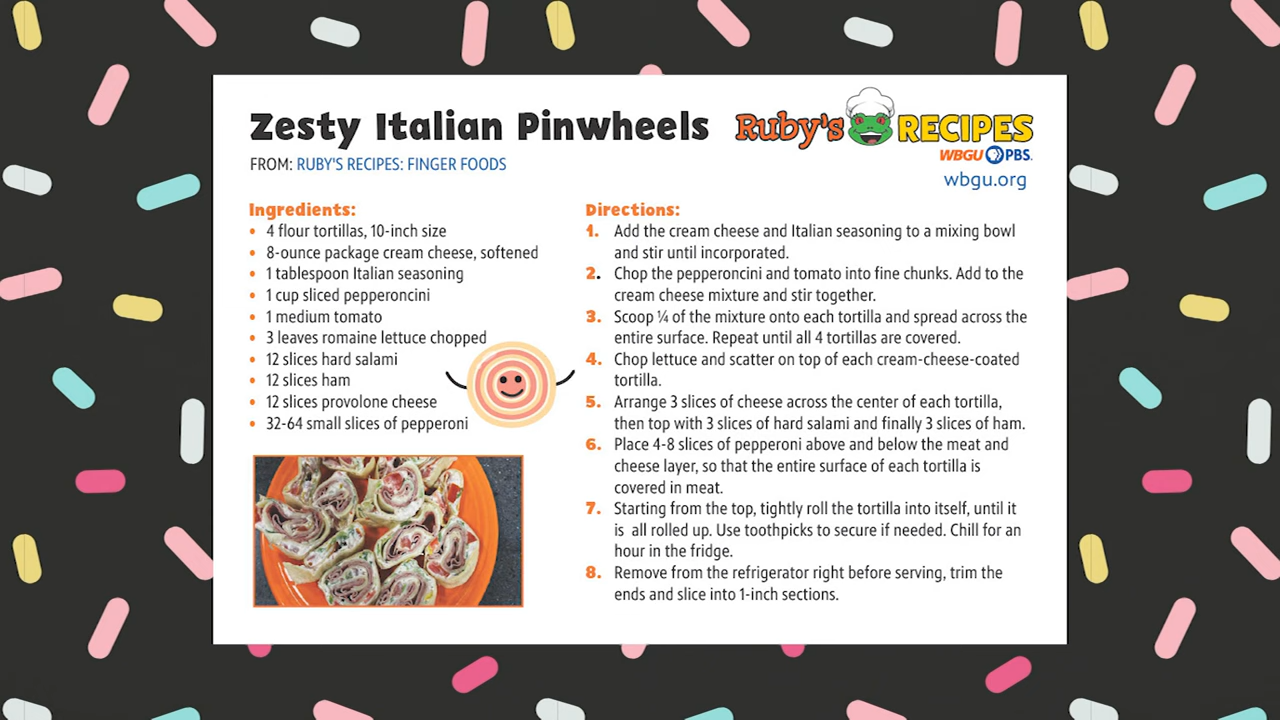 Zesty Italian Pinwheels
Ruby's RECIPES
WBGU PBS.
wbgu.org
FROM: RUBY'S RECIPES: FINGER FOODS
Ingredients:
• 4 flour tortillas, 10-inch size
• 8-ounce package cream cheese, softened
• 1 tablespoon Italian seasoning
• 1 cup sliced pepperoncini
• 1 medium tomato
• 3 leaves romaine lettuce chopped
• 12 slices hard salami
• 12 slices ham
• 12 slices provolone cheese
• 32-64 small slices of pepperoni
Directions:
1. Add the cream cheese and Italian seasoning to a mixing bowl
and stir until incorporated.
2. Chop the pepperoncini and tomato into fine chunks. Add to the
cream cheese mixture and stir together.
3. Scoop ¼ of the mixture onto each tortilla and spread across the
entire surface. Repeat until all 4 tortillas are covered.
4. Chop lettuce and scatter on top of each cream-cheese-coated
tortilla.
5. Arrange 3 slices of cheese across the center of each tortilla,
then top with 3 slices of hard salami and finally 3 slices of ham.
6. Place 4-8 slices of pepperoni above and below the meat and
cheese layer, so that the entire surface of each tortilla is
covered in meat.
7. Starting from the top, tightly roll the tortilla into itself, until it
is all rolled up. Use toothpicks to secure if needed. Chill for an
hour in the fridge.
8. Remove from the refrigerator right before serving, trim the
ends and slice into 1-inch sections.